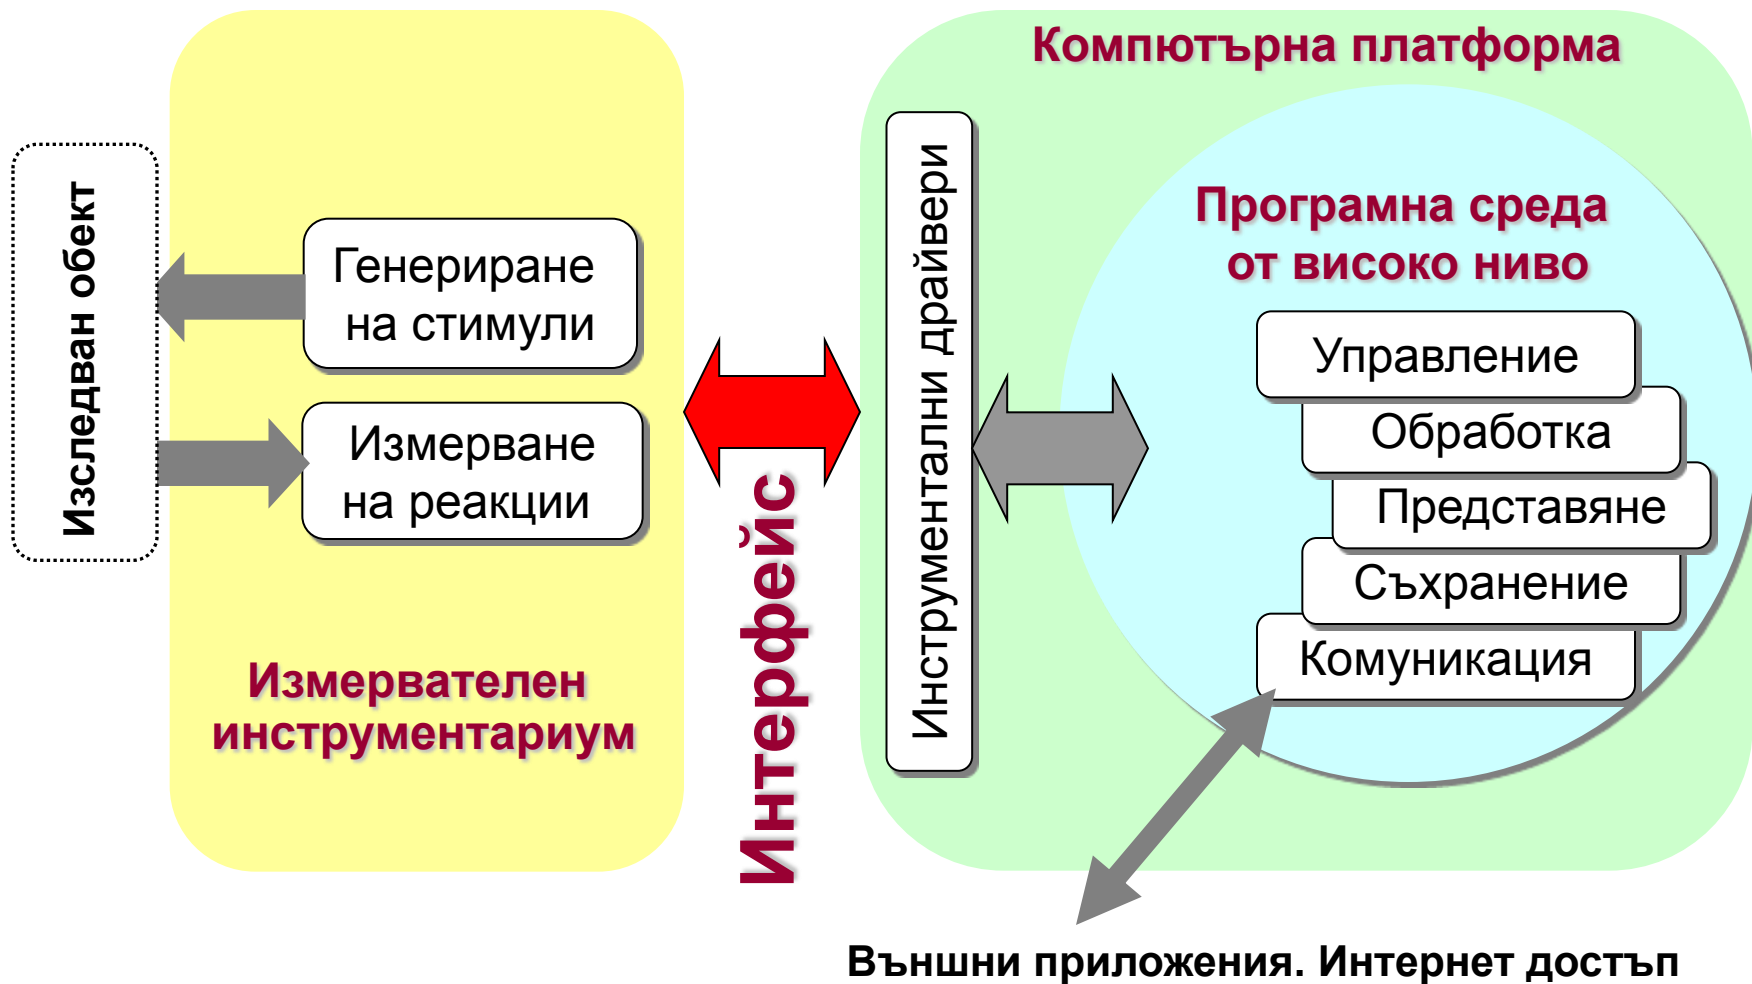 Компютърна платформа
Изследван обект
Генериране
на стимули
Измерване
на реакции
Измервателен
инструментариум
Интерфейс
Инструментални драйвери
Програмна среда
от високо ниво
Управление
Обработка
Представяне
Съхранение
Комуникация
Външни приложения. Интернет достъп